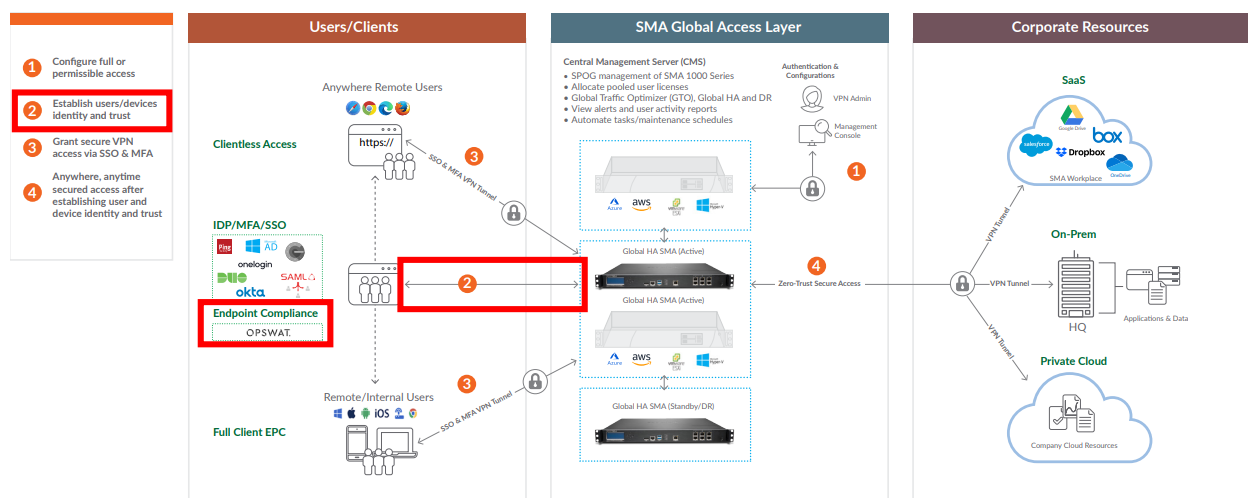 Users/Clients
SMA Global Access Layer
Corporate Resources
1 Configure full or
permissible access
2 Establish users/devices
identity and trust
3 Grant secure VPN
access via SSO & MFA
4 Anywhere, anytime
secured access after
establishing user and
device identity and trust
Anywhere Remote Users
https://
Clientless Access
SSO & MFA VPN Tunnel
3
IDP/MFA/SSO
Ping
AD
onelogin
DUO
SAML
okta
2
Endpoint Compliance
OPSWAT.
3
Remote/Internal Users
iOS
SSO & MFA VPN Tunnel
Full Client EPC
Central Management Server (CMS)
• SPOG management of SMA 1000 Series
• Allocate pooled user licenses
• Global Traffic Optimizer (GTO), Global HA and DR
• View alerts and user activity reports
• Automate tasks/maintenance schedules
Authentication &
Configurations
VPN Admin
Management
Console
1
Azure
aws
vmware
ESXi
Hyper-V
Global HA SMA (Active)
4
Zero-Trust Secure Access
Global HA SMA (Active)
Azure
aws
vmware
ESXi
Hyper-V
Global HA SMA (Standby/DR)
SaaS
Google Drive
salesforce
box
Dropbox
OneDrive
SMA Workplace
VPN Tunnel
On-Prem
VPN Tunnel
HQ
Applications & Data
VPN Tunnel
Private Cloud
Company Cloud Resources